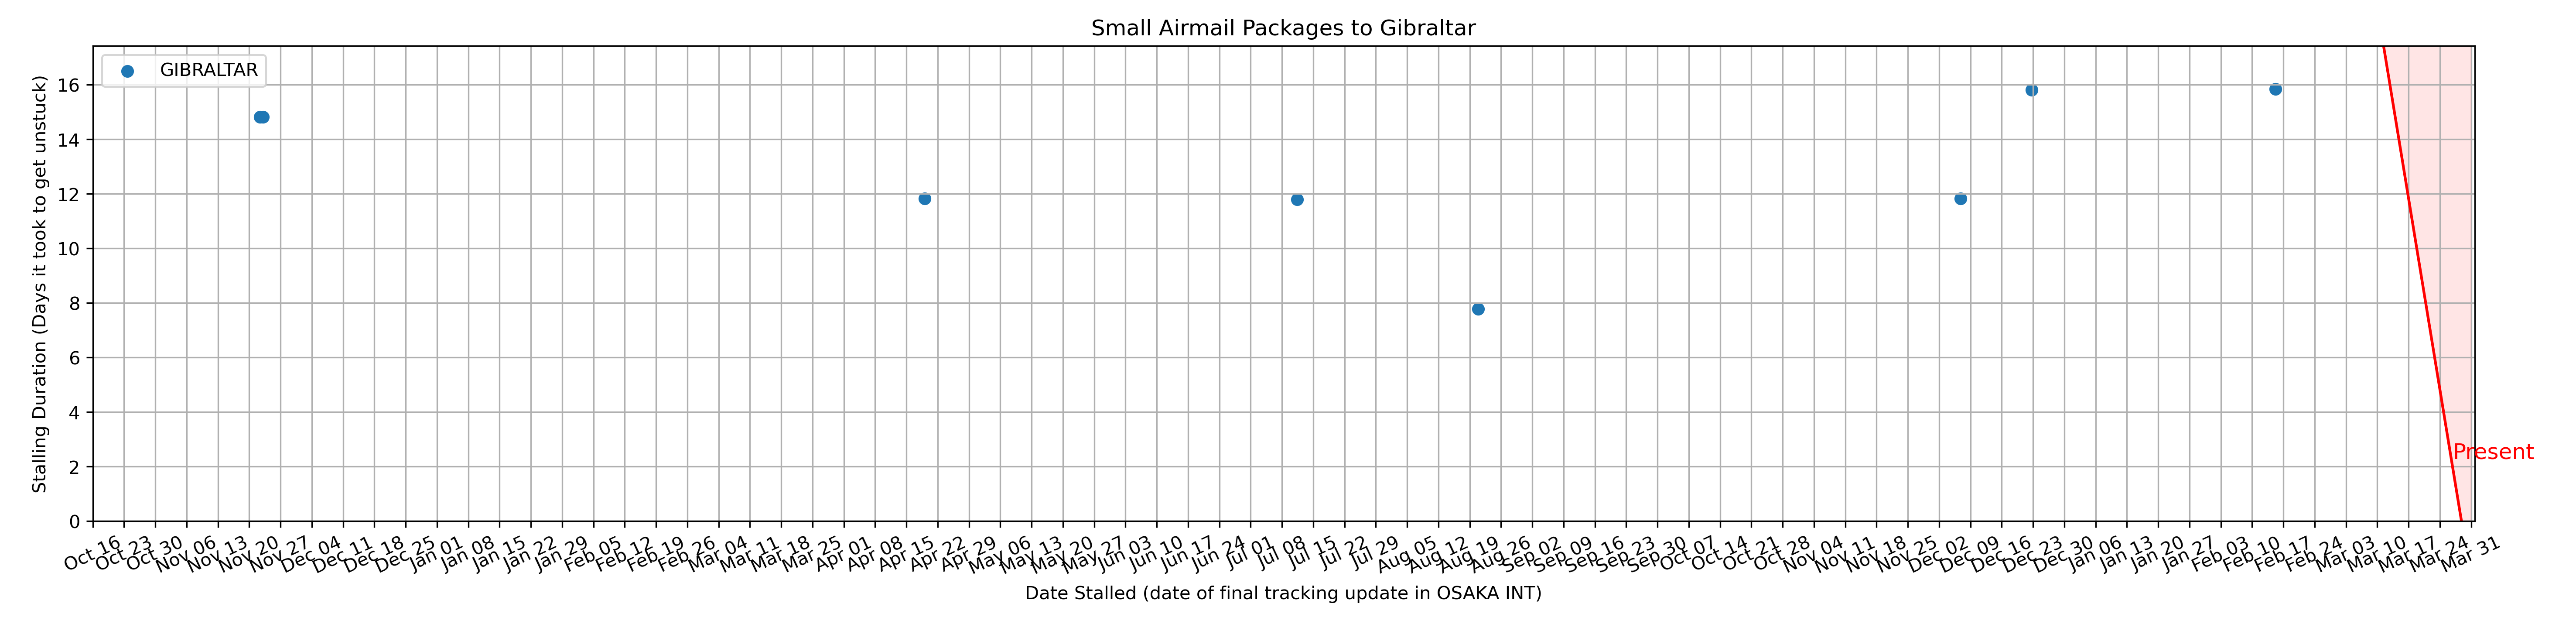 Small Airmail Packages to Gibraltar
GIBRALTAR
Stalling Duration (Days it took to get unstuck)
16
14
12
10
8
6
4
2
0
Present
Oct 16
Oct 23
Oct 30
Nov 06
Nov 13
Nov 20
Nov 27
Dec 04
Dec 11
Dec 18
Dec 25
Jan 01
Jan 08
Jan 15
Jan 22
Jan 29
Feb 05
Feb 12
Feb 19
Feb 26
Mar 04
Mar 11
Mar 18
Mar 25
Apr 01
Apr 08
Apr 15
Apr 22
Apr 29
May 06
May 13
May 20
May 27
Jun 03
Jun 10
Jun 17
Jun 24
Jul 01
Jul 08
Jul 15
Jul 22
Jul 29
Aug 05
Aug 12
Aug 19
Aug 26
Sep 02
Sep 09
Sep 16
Sep 23
Sep 30
Oct 07
Oct 14
Oct 21
Oct 28
Nov 04
Nov 11
Nov 18
Nov 25
Dec 02
Dec 09
Dec 16
Dec 23
Dec 30
Jan 06
Jan 13
Jan 20
Jan 27
Feb 03
Feb 10
Feb 17
Feb 24
Mar 03
Mar 10
Mar 17
Mar 24
Mar 31
Date Stalled (date of final tracking update in OSAKA INT)